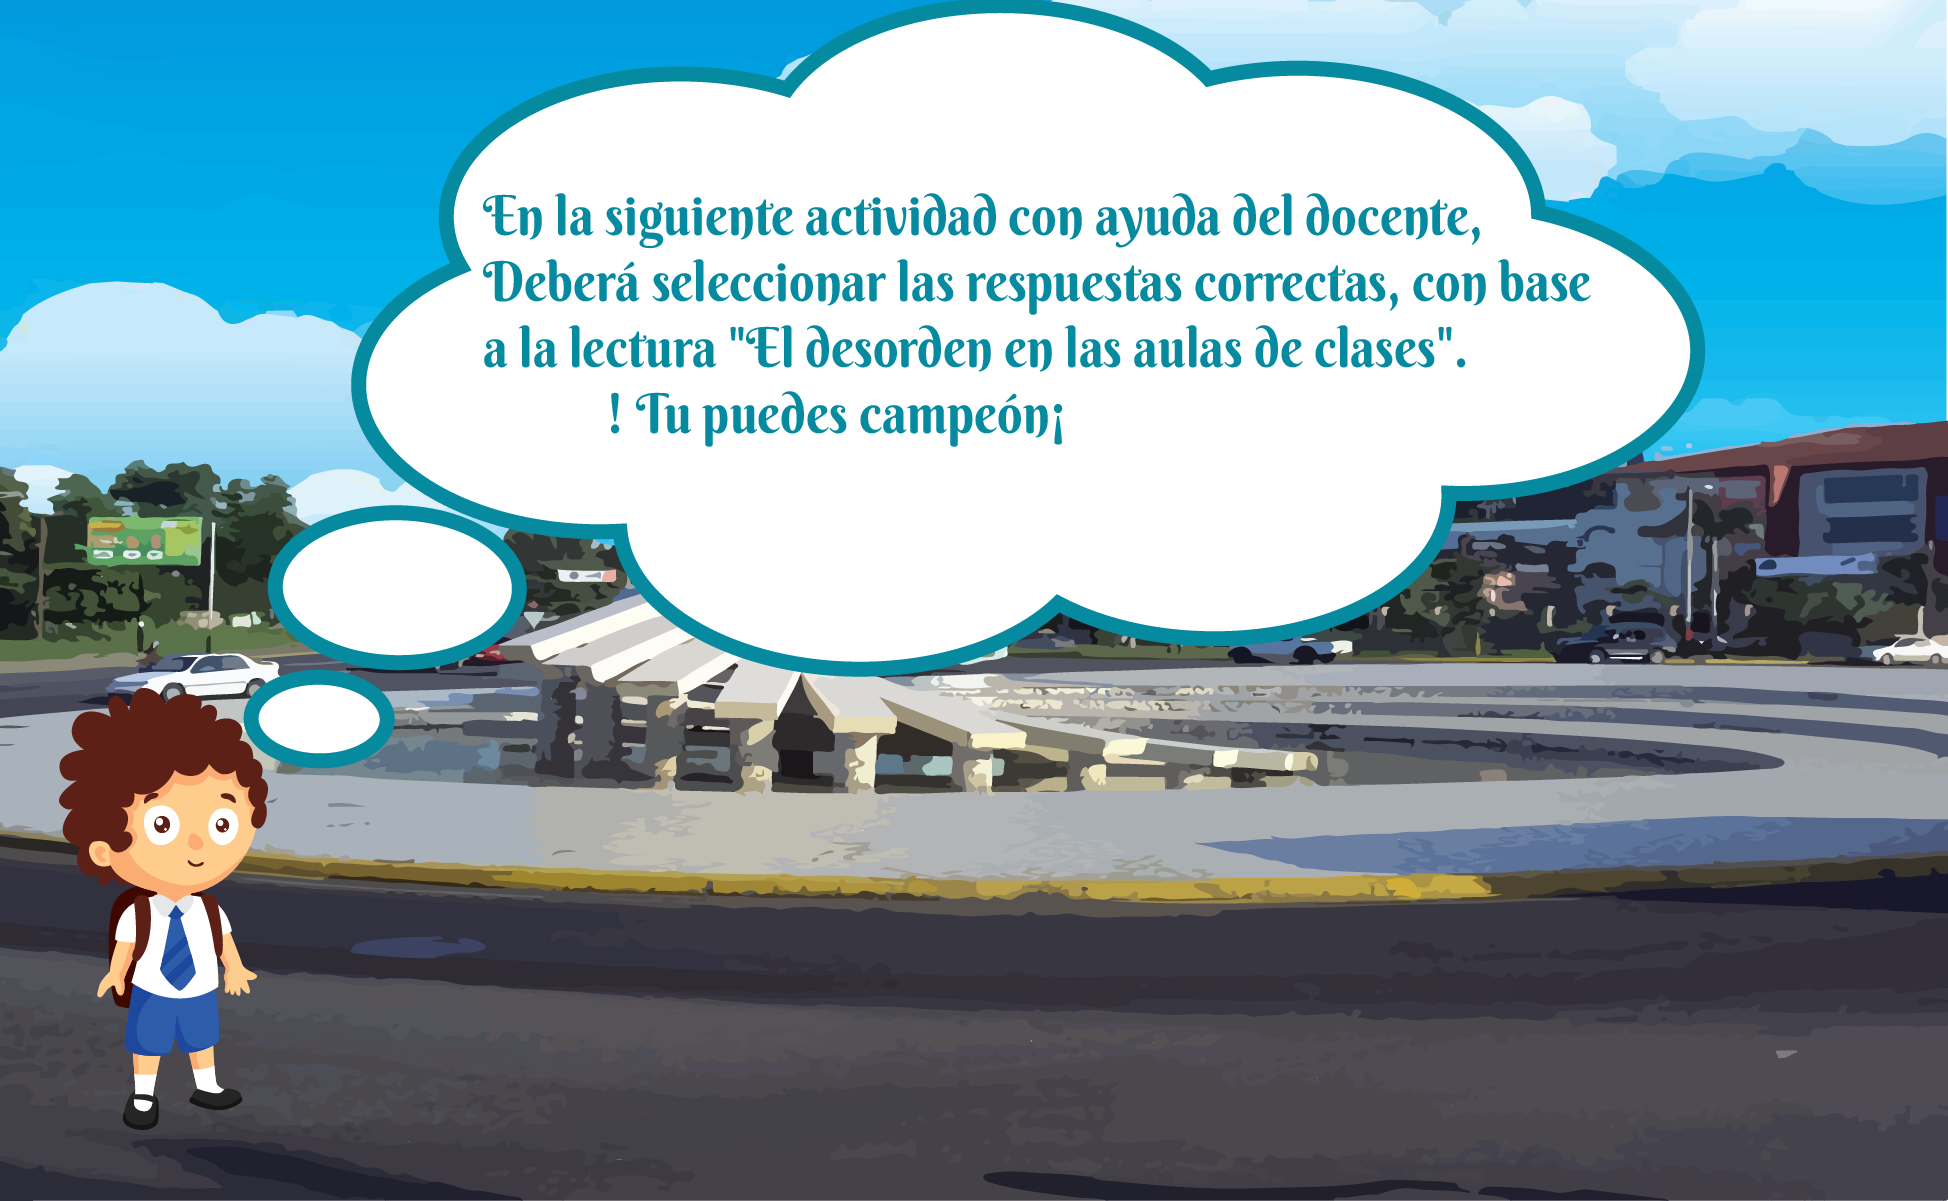 En la siguiente actividad con ayuda del docente,
Deberá seleccionar las respuestas correctas, con base
a la lectura "El desorden en las aulas de clases".
! Tu puedes campeón¡